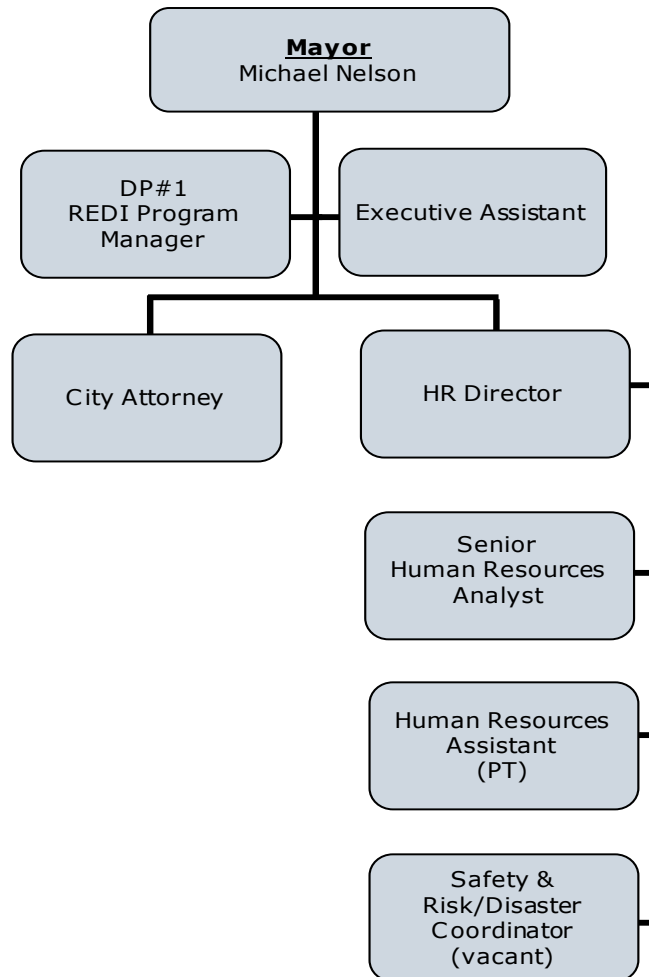 Mayor
Michael Nelson
DP#1
REDI Program
Manager
Executive Assistant
City Attorney
HR Director
Senior
Human Resources
Analyst
Human Resources
Assistant
(PT)
Safety &
Risk/Disaster
Coordinator
(vacant)